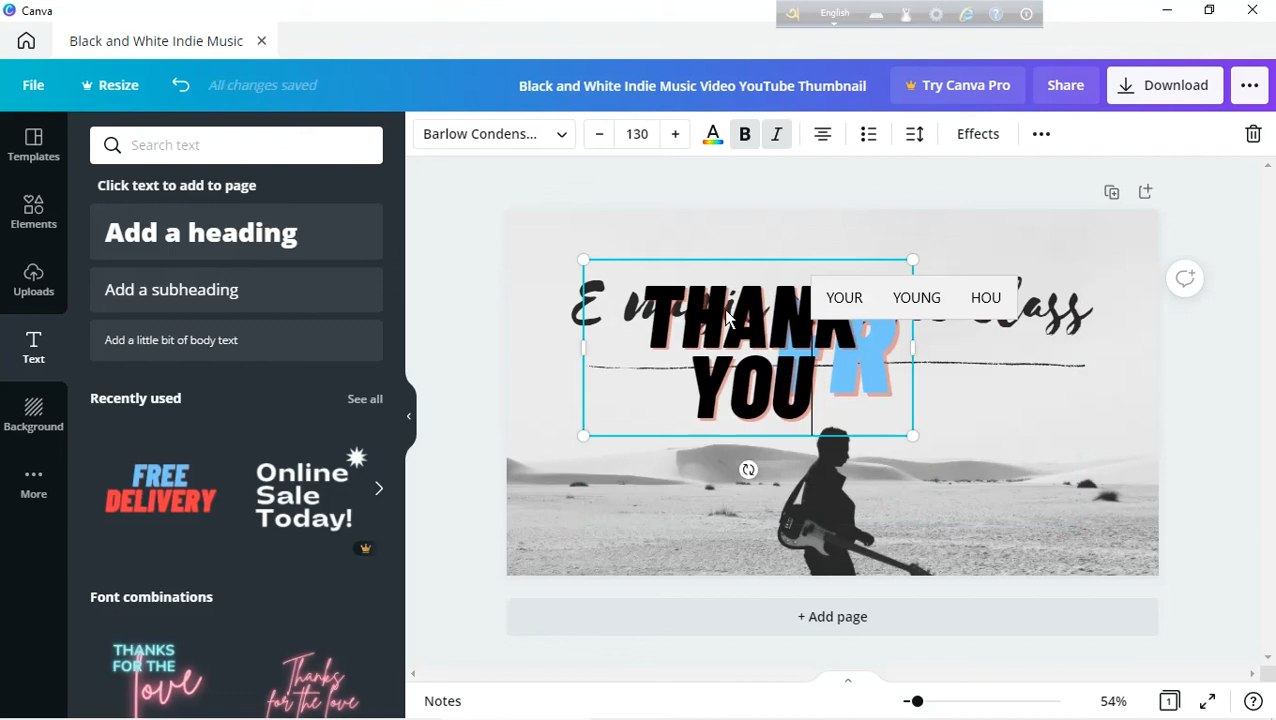 Canva
অ English
Black and White Indie Music
File Resize All changes saved Black and White Indie Music Video YouTube Thumbnail Try Canva Pro Share Download
Barlow Condens... 130 A B I Effects
Templates
Elements
Uploads
Text
Background
More
Search text
Click text to add to page
Add a heading
Add a subheading
Add a little bit of body text
Recently used See all
FREE
DELIVERY
Online
Sale
Today!
Font combinations
THANKS
FOR THE
love
Thanks
for the love
E class
THANK
YOU
R
YOUR YOUNG HOU
+ Add page
Notes 54% 1